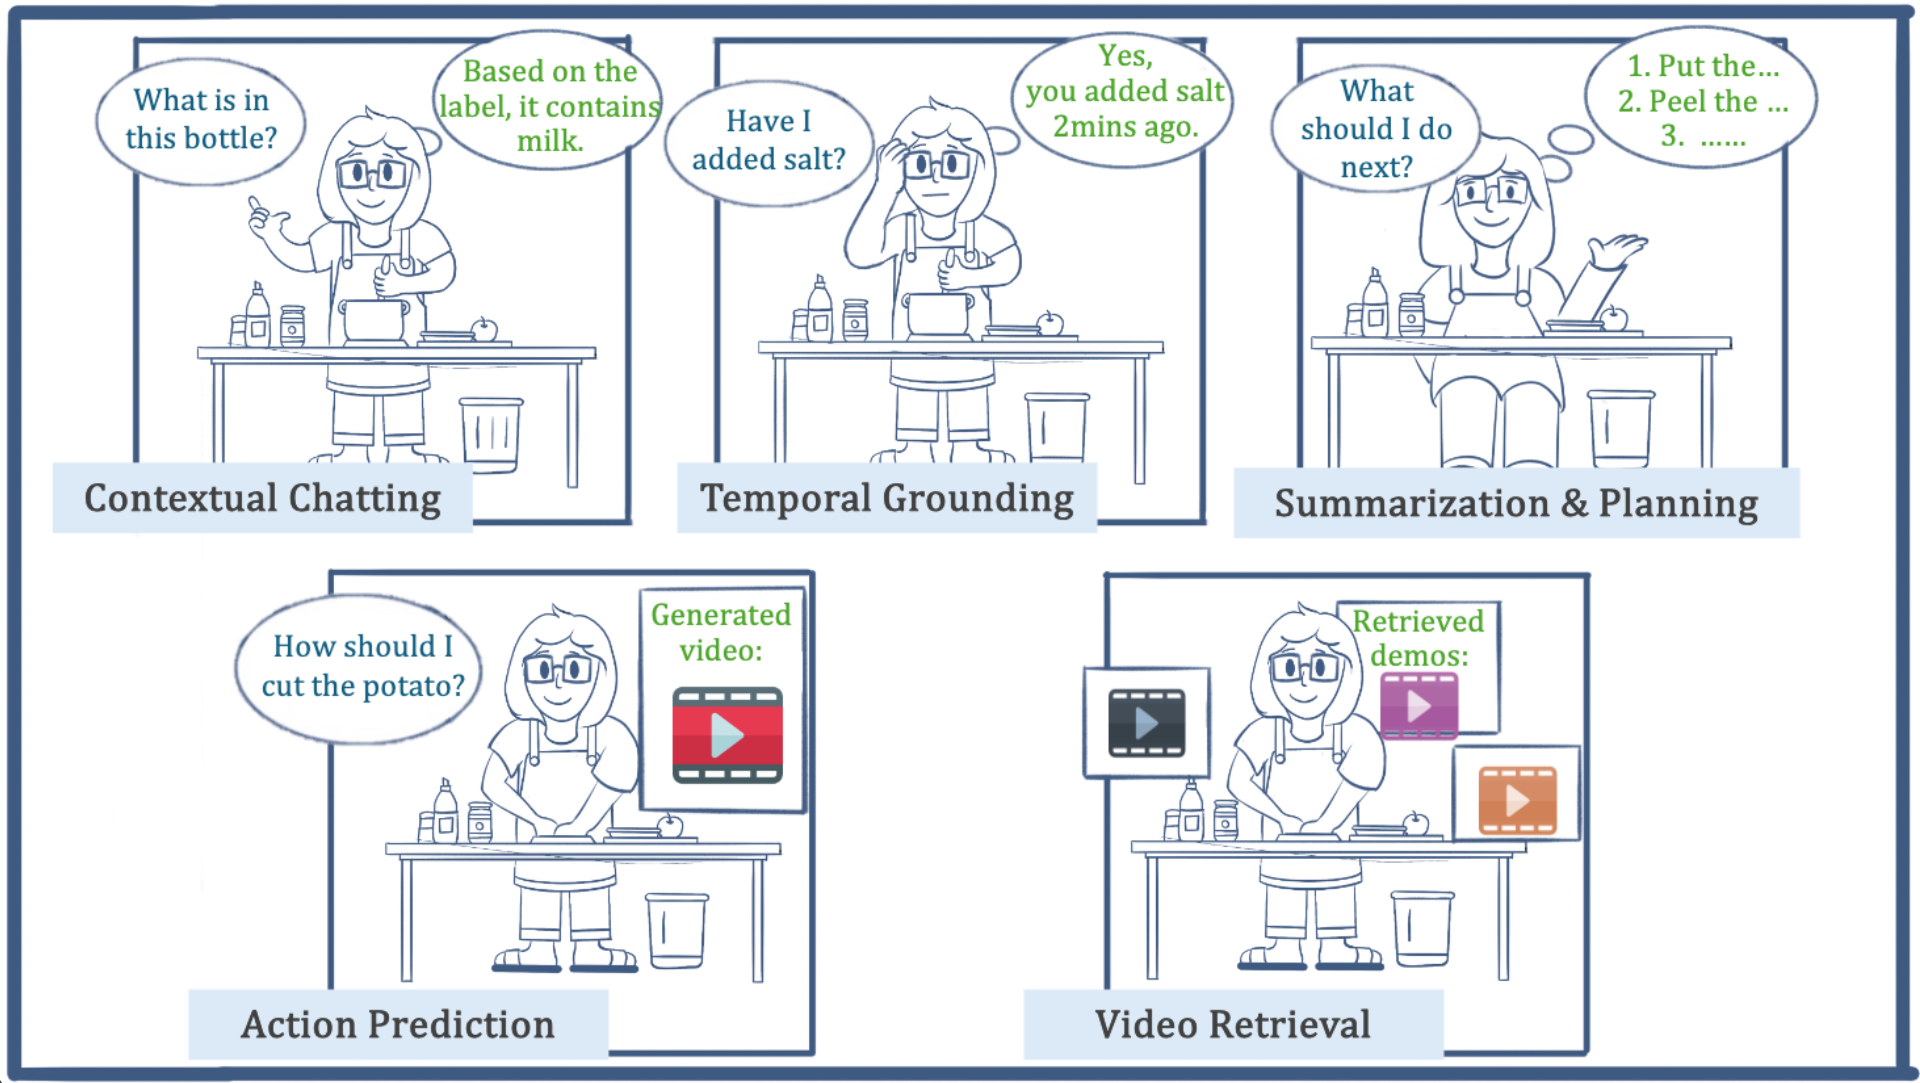 What is in
this bottle?
Based on the
label, it contains
milk.
Contextual Chatting
Have I
added salt?
Yes,
you added salt
2mins ago.
Temporal Grounding
What
should I do
next?
1. Put the...
2. Peel the ...
3. ......
Summarization & Planning
How should I
cut the potato?
Generated
video:
Action Prediction
Retrieved
demos:
Video Retrieval